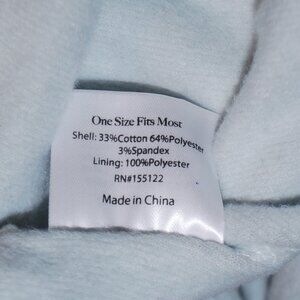 One Size Fits Most
Shell: 33%Cotton 64%Polyester
3%Spandex
Lining: 100%Polyester
RN#155122
Made in China